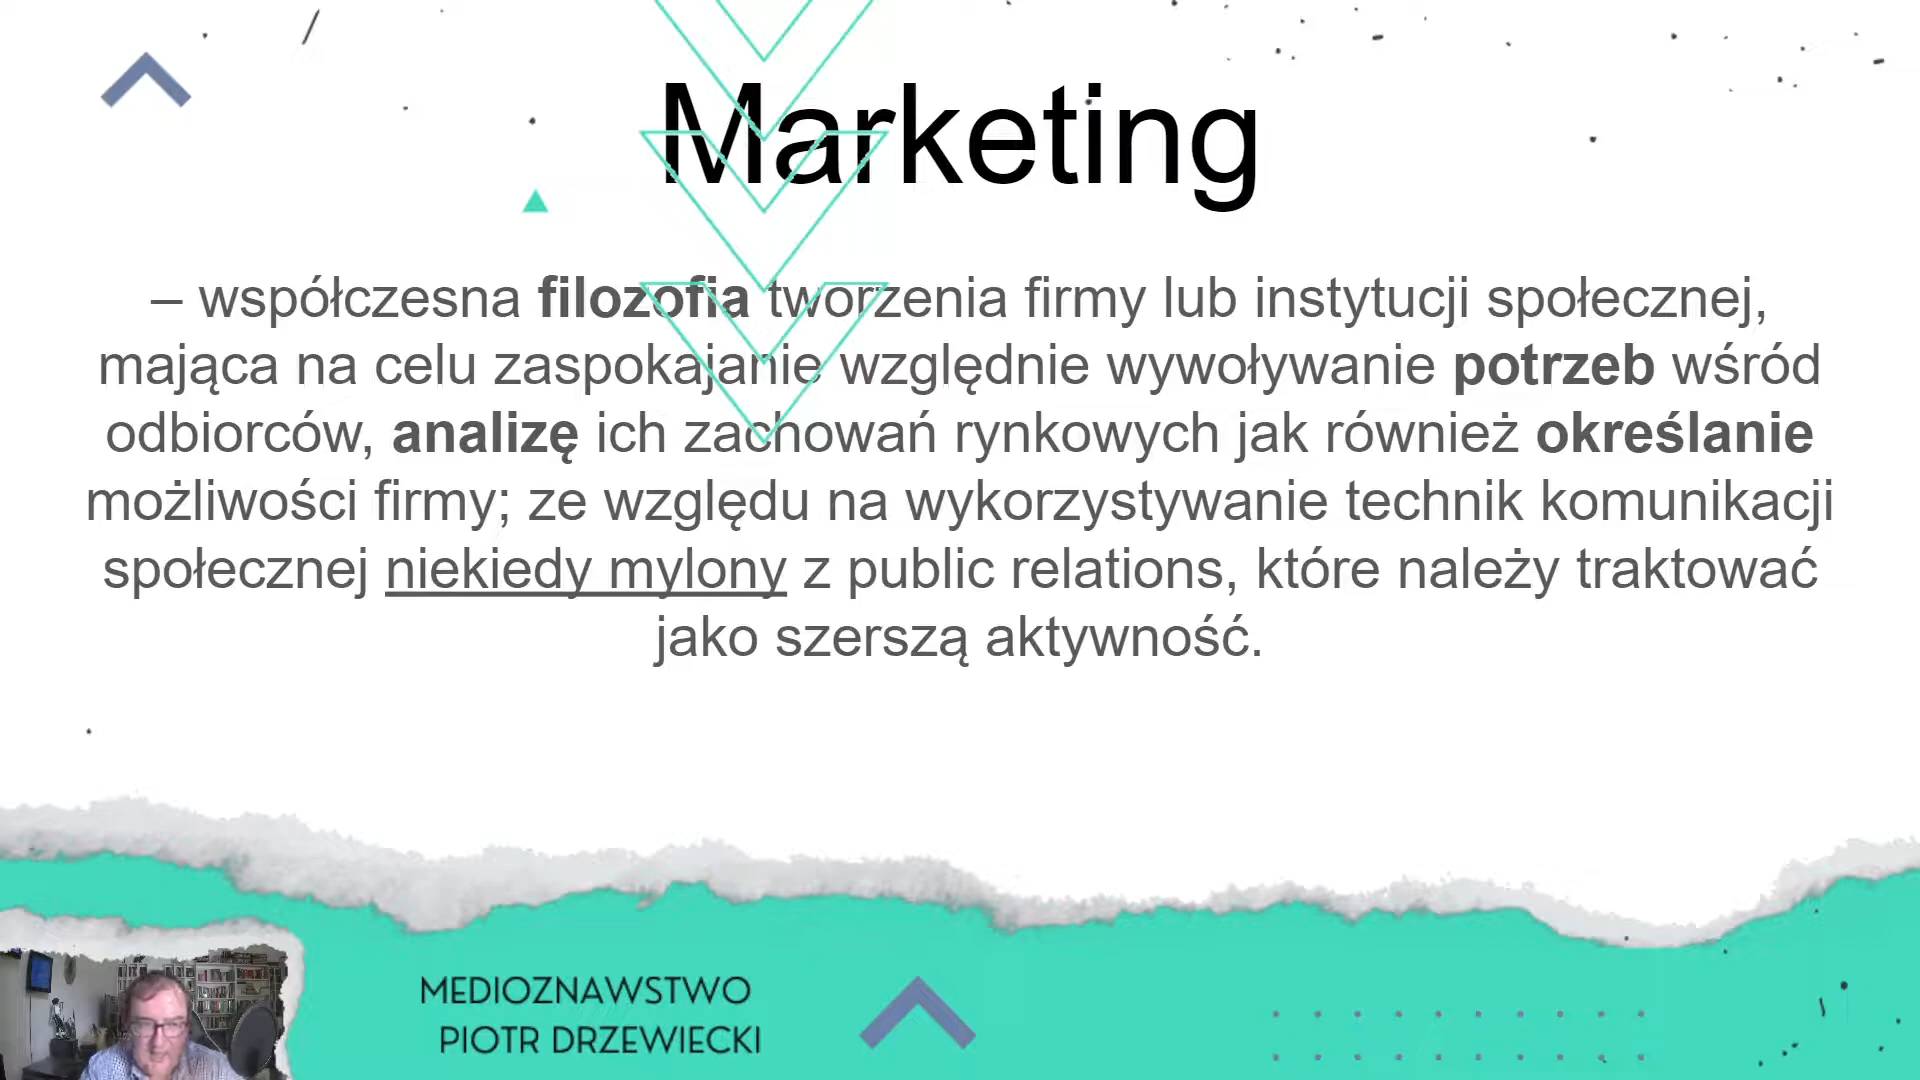 Marketing
– współczesna filozofia tworzenia firmy lub instytucji społecznej,
mająca na celu zaspokajanie względnie wywoływanie potrzeb wśród
odbiorców, analizę ich zachowań rynkowych jak również określanie
możliwości firmy; ze względu na wykorzystywanie technik komunikacji
społecznej niekiedy mylony z public relations, które należy traktować
jako szerszą aktywność.
MEDIOZNAWSTWO
PIOTR DRZEWIECKI